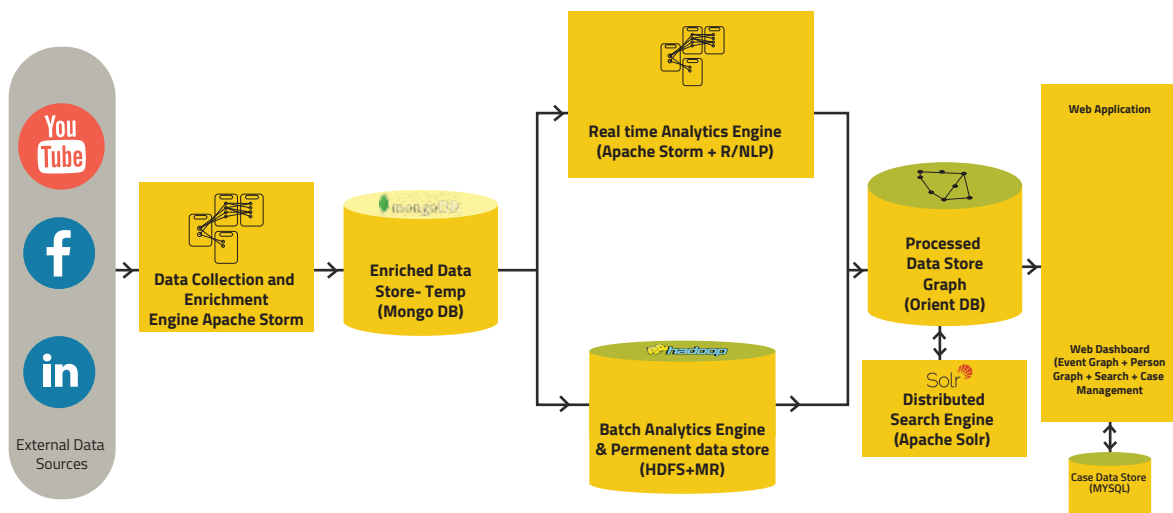 You
Tube
f
in
External Data
Sources
Data Collection and
Enrichment
Engine Apache Storm
mongoDB
Enriched Data
Store- Temp
(Mongo DB)
Real time Analytics Engine
(Apache Storm + R/NLP)
hadoop
Batch Analytics Engine
& Permenent data store
(HDFS+MR)
Processed
Data Store
Graph
(Orient DB)
Solr
Distributed
Search Engine
(Apache Solr)
Web Application
Web Dashboard
(Event Graph + Person
Graph + Search + Case
Management
Case Data Store
(MYSQL)